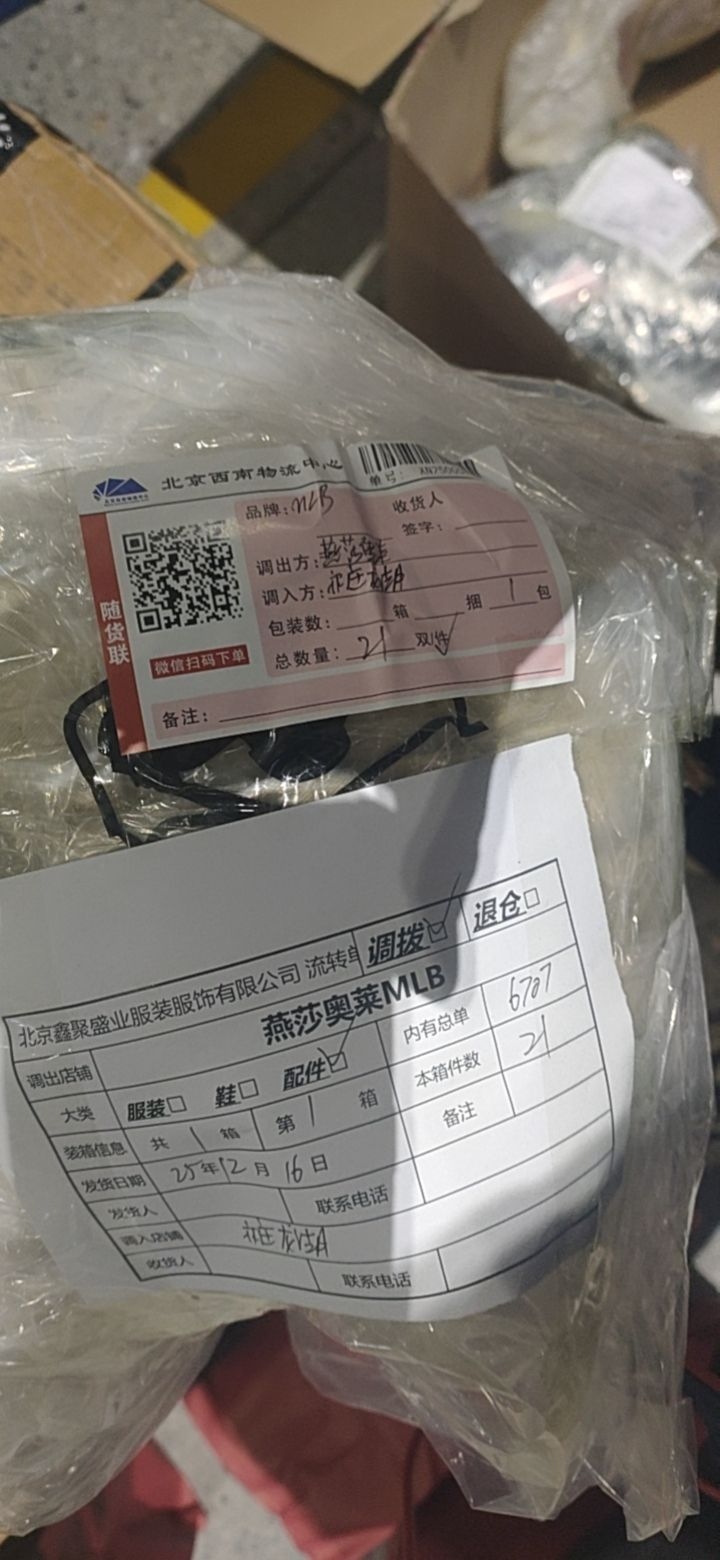 北京西南物流中心
单号:
品牌: MLB
收货人
签字:
调出方: 燕莎
调入方:
包装数: 箱 捆 1 包
总数量: 21 双/件
随货联
微信扫码下单
备注:
北京鑫聚盛业服装服饰有限公司 流转单 调拨☑ 退仓□
调出店铺 燕莎奥莱MLB
内有总单 6707
大类 服装□ 鞋□ 配件☑
本箱件数 21
装箱信息 共 1 箱 第 1 箱
备注
发货日期 25年12月16日
发货人 联系电话
调入店铺
收货人 联系电话